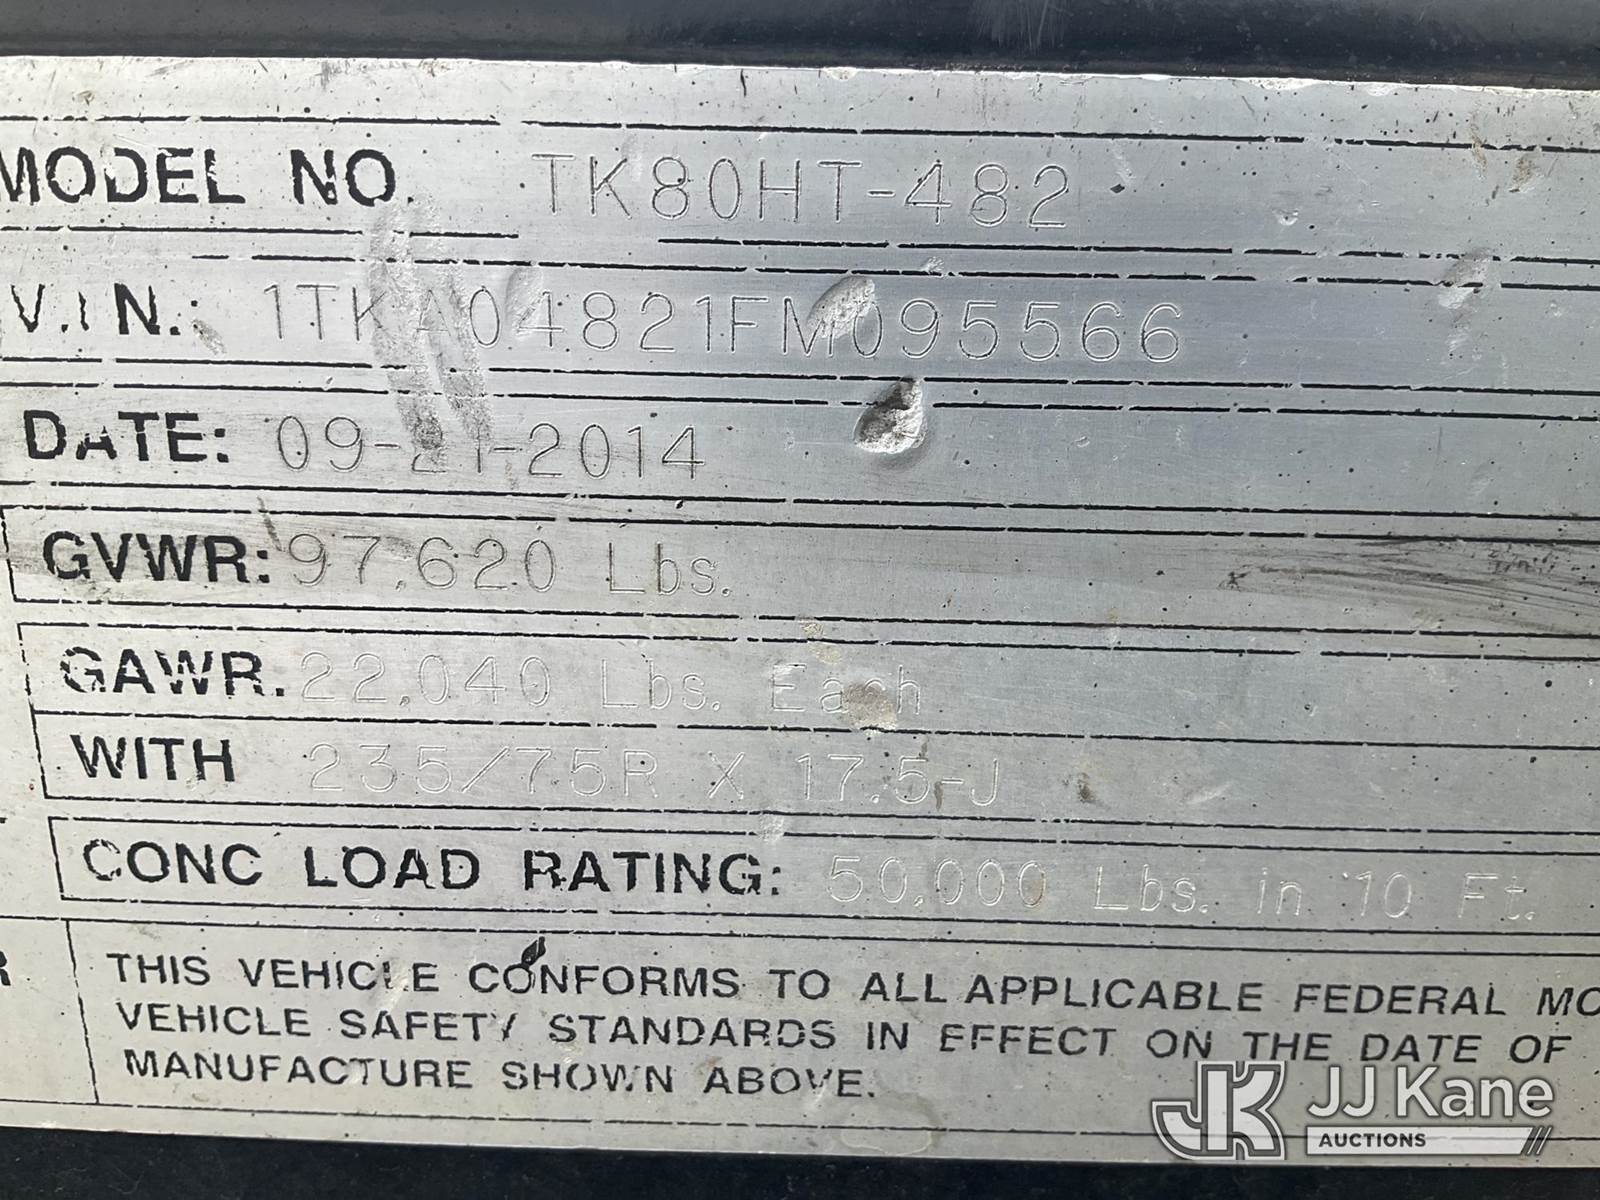 MODEL NO. TK80HT-482
V.I.N.: 1TKA04821FM095566
DATE: 09-21-2014
GVWR: 97,620 Lbs.
GAWR. 22,040 Lbs. Each
WITH 235/75R X 17.5-J
CONC LOAD RATING: 50,000 Lbs. in 10 Ft.
THIS VEHICLE CONFORMS TO ALL APPLICABLE FEDERAL MO
VEHICLE SAFETY STANDARDS IN EFFECT ON THE DATE OF
MANUFACTURE SHOWN ABOVE.
JK JJ Kane
AUCTIONS